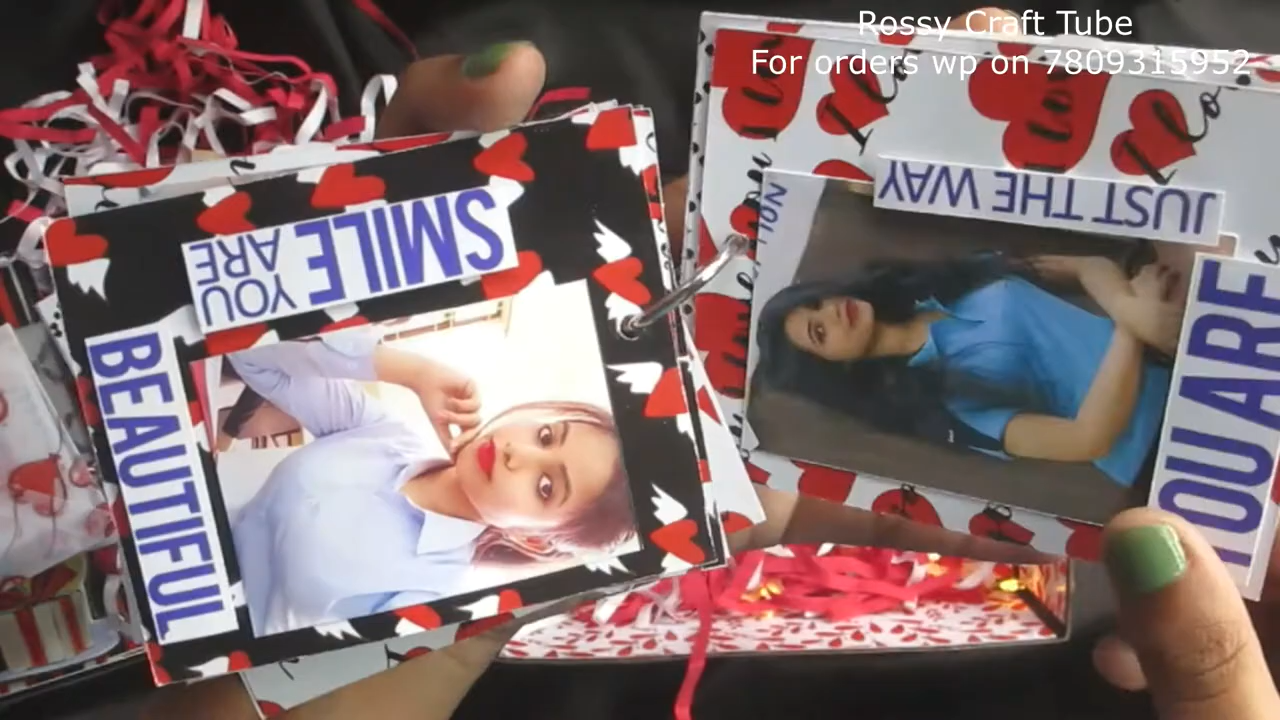 Rossy Craft Tube
For orders wp on 7809315952
SMILE
YOU ARE
BEAUTIFUL
JUST THE WAY
YOU ARE